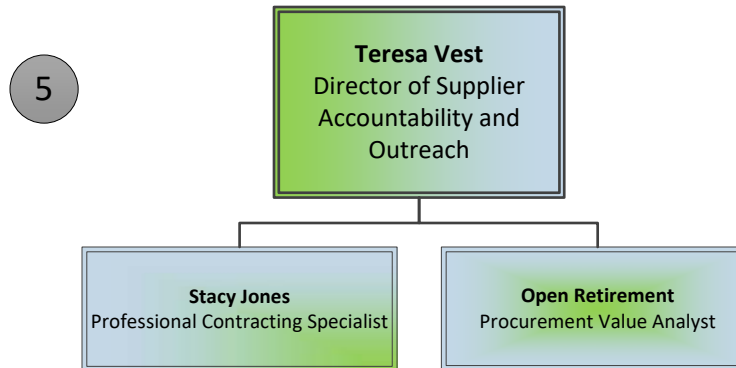 5
Teresa Vest
Director of Supplier
Accountability and
Outreach
Stacy Jones
Professional Contracting Specialist
Open Retirement
Procurement Value Analyst